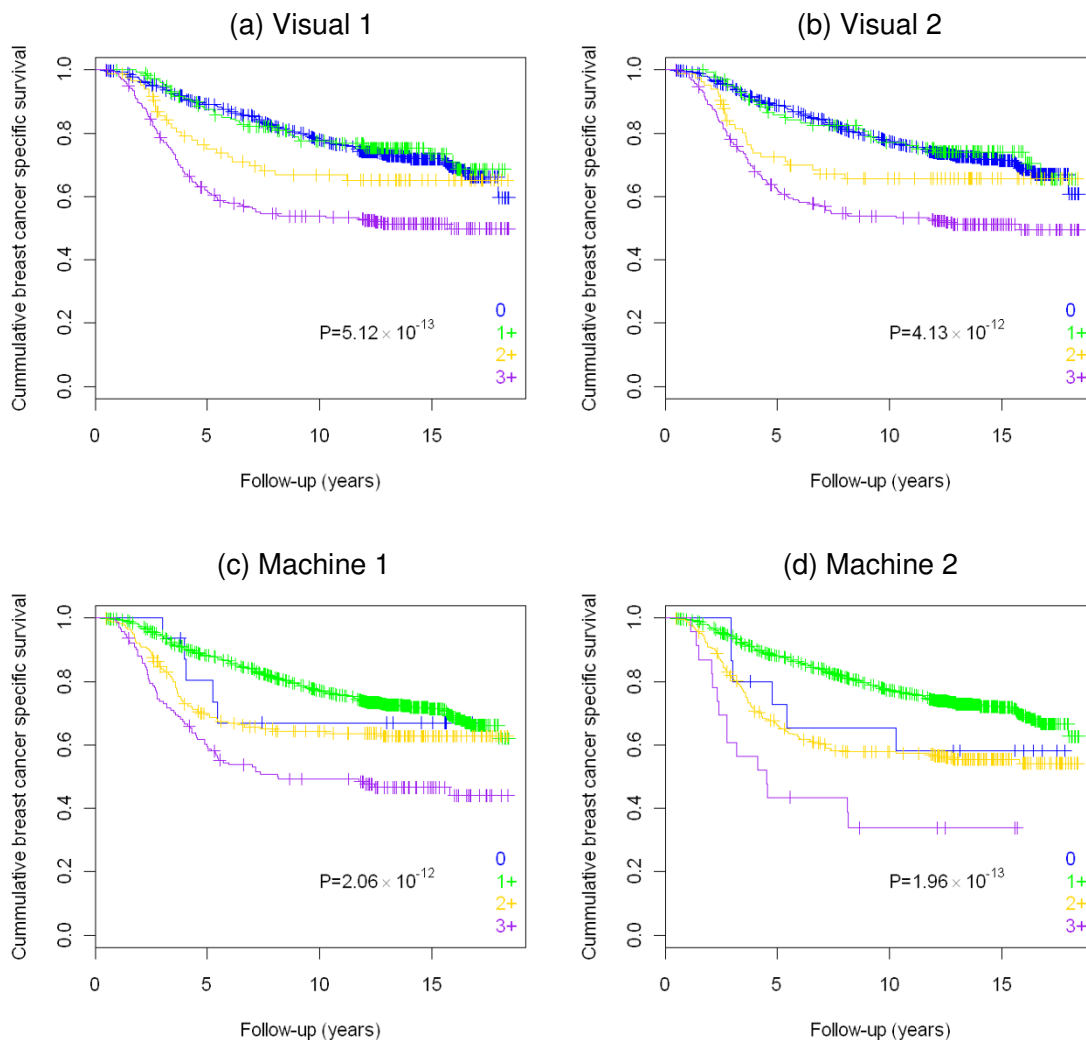 (a) Visual 1
Cummulative breast cancer specific survival
1.0
0.8
0.6
0.4
0.2
0.0
P=5.12 × 10-13
0
1+
2+
3+
0 5 10 15
Follow-up (years)
(b) Visual 2
Cummulative breast cancer specific survival
1.0
0.8
0.6
0.4
0.2
0.0
P=4.13 × 10-12
0
1+
2+
3+
0 5 10 15
Follow-up (years)
(c) Machine 1
Cummulative breast cancer specific survival
1.0
0.8
0.6
0.4
0.2
0.0
P=2.06 × 10-12
0
1+
2+
3+
0 5 10 15
Follow-up (years)
(d) Machine 2
Cummulative breast cancer specific survival
1.0
0.8
0.6
0.4
0.2
0.0
P=1.96 × 10-13
0
1+
2+
3+
0 5 10 15
Follow-up (years)